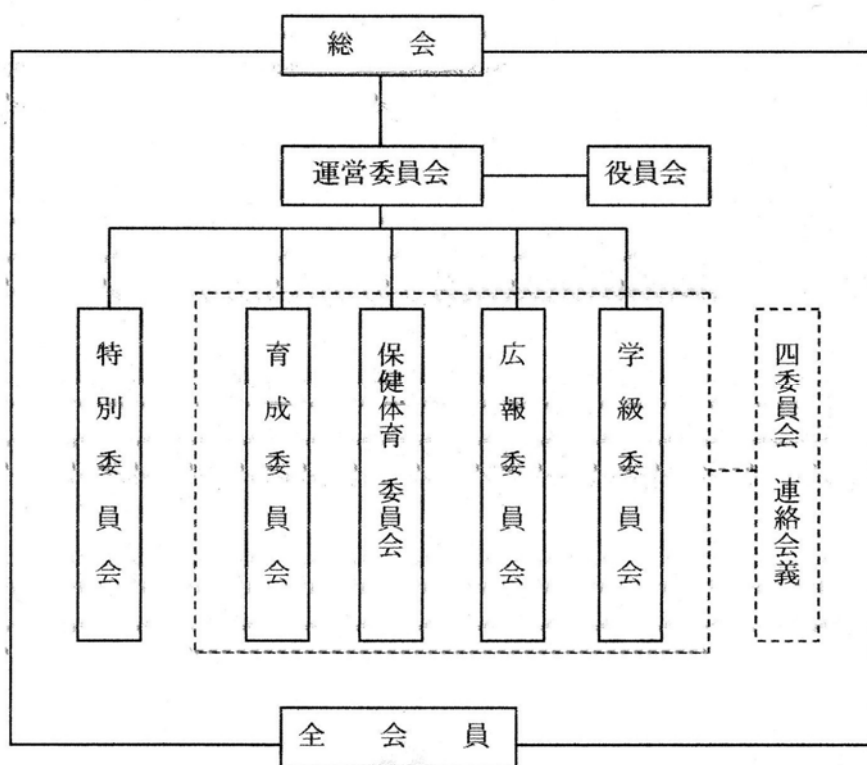 総会
運営委員会
役員会
特別委員会
育成委員会
保健体育 委員会
広報委員会
学級委員会
四委員会 連絡会議
全会員